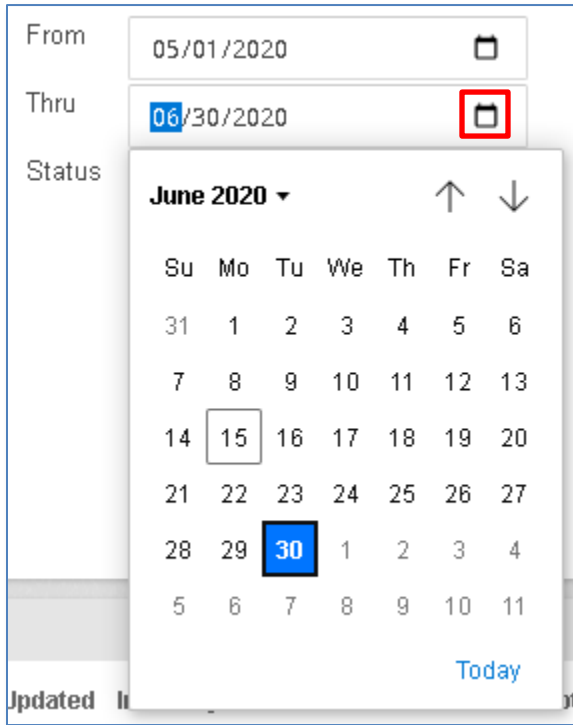 From
05/01/2020
Thru
06/30/2020
Status
June 2020
Su Mo Tu We Th Fr Sa
31 1 2 3 4 5 6
7 8 9 10 11 12 13
14 15 16 17 18 19 20
21 22 23 24 25 26 27
28 29 30 1 2 3 4
5 6 7 8 9 10 11
Today